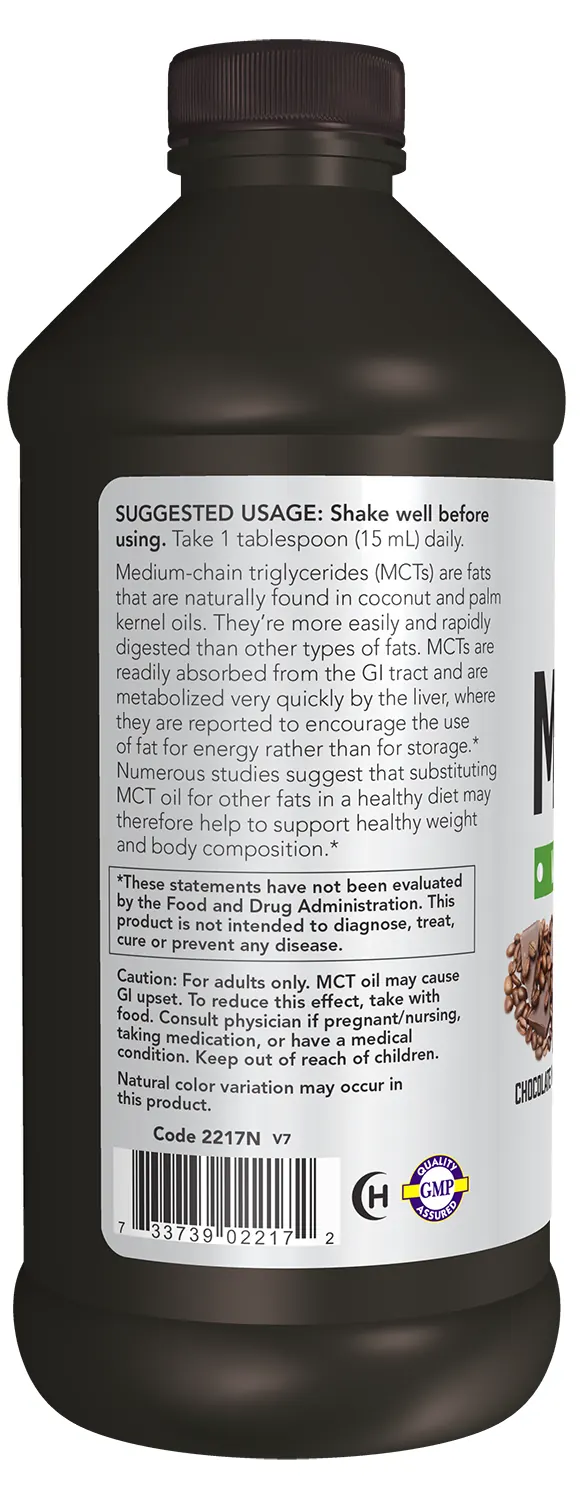 SUGGESTED USAGE: Shake well before
using. Take 1 tablespoon (15 mL) daily.
Medium-chain triglycerides (MCTs) are fats
that are naturally found in coconut and palm
kernel oils. They're more easily and rapidly
digested than other types of fats. MCTs are
readily absorbed from the GI tract and are
metabolized very quickly by the liver, where
they are reported to encourage the use
of fat for energy rather than for storage.*
Numerous studies suggest that substituting
MCT oil for other fats in a healthy diet may
therefore help to support healthy weight
and body composition.*
*These statements have not been evaluated
by the Food and Drug Administration. This
product is not intended to diagnose, treat,
cure or prevent any disease.
Caution: For adults only. MCT oil may cause
GI upset. To reduce this effect, take with
food. Consult physician if pregnant/nursing,
taking medication, or have a medical
condition. Keep out of reach of children.
Natural color variation may occur in
this product.
Code 2217N V7
7 33739 02217 2
H
QUALITY
GMP
ASSURED
CHOCOLATE